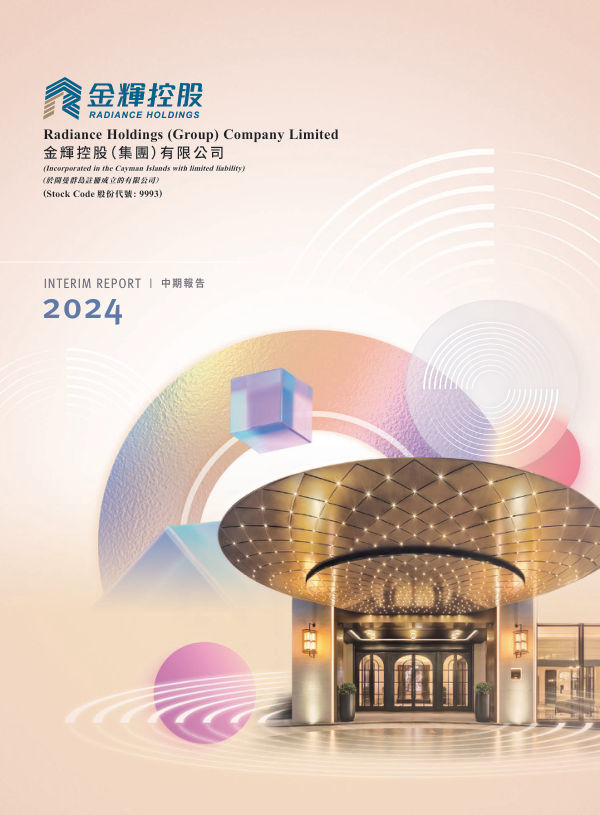 金輝控股
RADIANCE HOLDINGS
Radiance Holdings (Group) Company Limited
金輝控股(集團)有限公司
(Incorporated in the Cayman Islands with limited liability)
(於開曼群島註冊成立的有限公司)
(Stock Code 股份代號: 9993)
INTERIM REPORT | 中期報告
2024